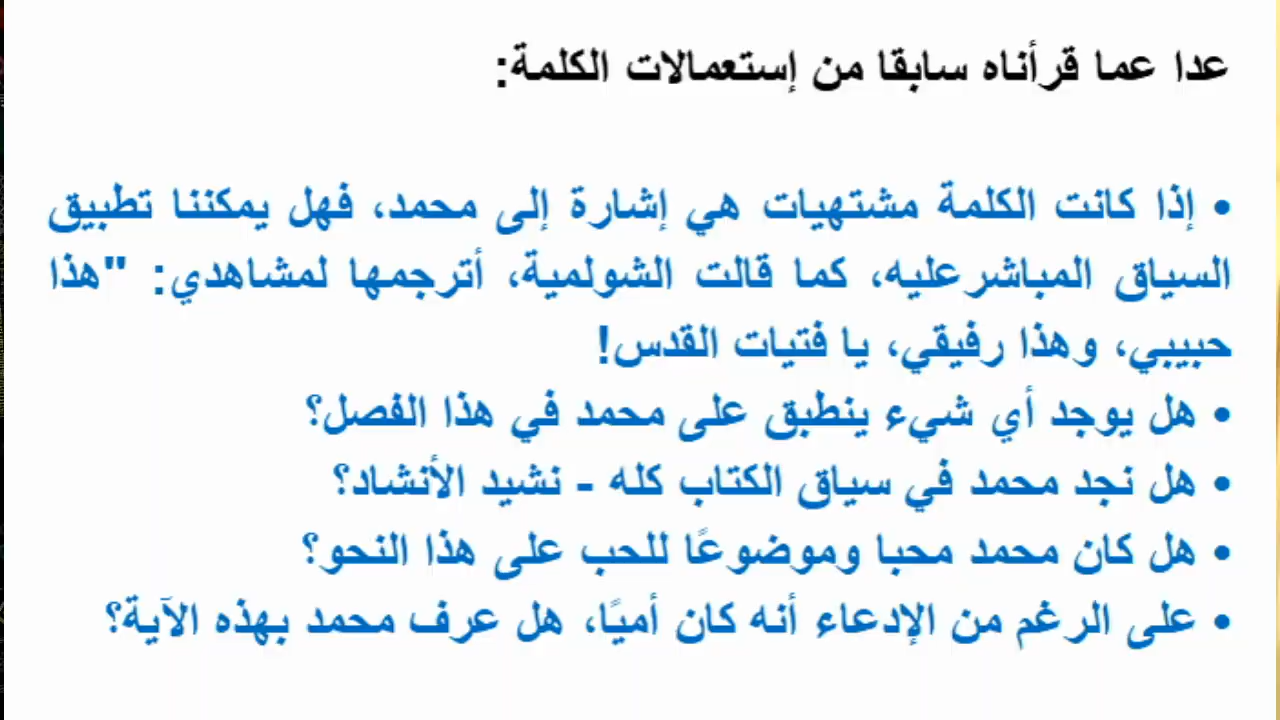 عدا عما قرأناه سابقا من إستعمالات الكلمة:
• إذا كانت الكلمة مشتهيات هي إشارة إلى محمد، فهل يمكننا تطبيق
السياق المباشرعليه، كما قالت الشولمية، أترجمها لمشاهدي: "هذا
حبيبي، وهذا رفيقي، يا فتيات القدس!
• هل يوجد أي شيء ينطبق على محمد في هذا الفصل؟
• هل نجد محمد في سياق الكتاب كله - نشيد الأنشاد؟
• هل كان محمد محبا وموضوعًا للحب على هذا النحو؟
• على الرغم من الإدعاء أنه كان أميًا، هل عرف محمد بهذه الآية؟